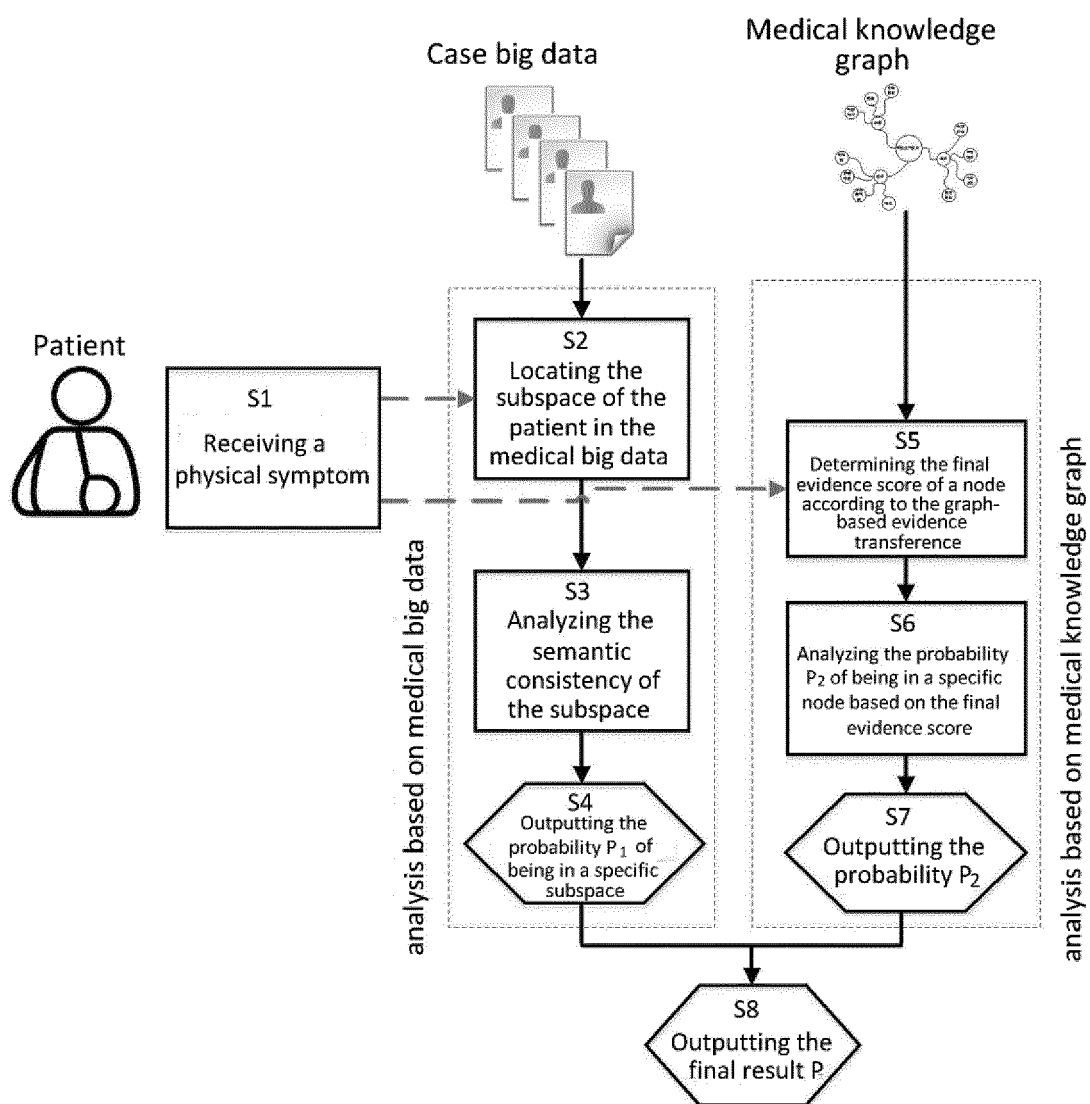 Case big data
Medical knowledge
graph
Patient
S1
Receiving a
physical symptom
analysis based on medical big data
S2
Locating the
subspace of the
patient in the
medical big data
S3
Analyzing the
semantic
consistency of
the subspace
S4
Outputting the
probability P1 of
being in a specific
subspace
S5
Determining the final
evidence score of a node
according to the graph-
based evidence
transference
S6
Analyzing the probability
P2 of being in a specific
node based on the final
evidence score
S7
Outputting the
probability P2
analysis based on medical knowledge graph
S8
Outputting the
final result P